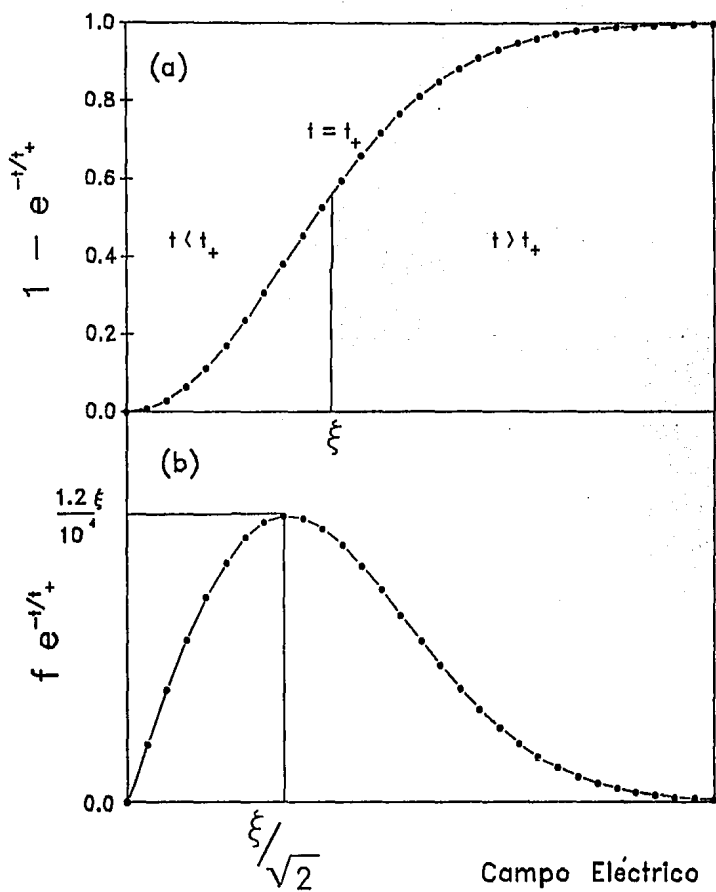 1.0
(a)
0.8
t = t₊
0.6
1 — e^{-t/t₊}
t < t₊
t > t₊
0.4
0.2
0.0
ξ
(b)
1.2 ξ
10⁴
f e^{-t/t₊}
0.0
ξ/√2
Campo Eléctrico